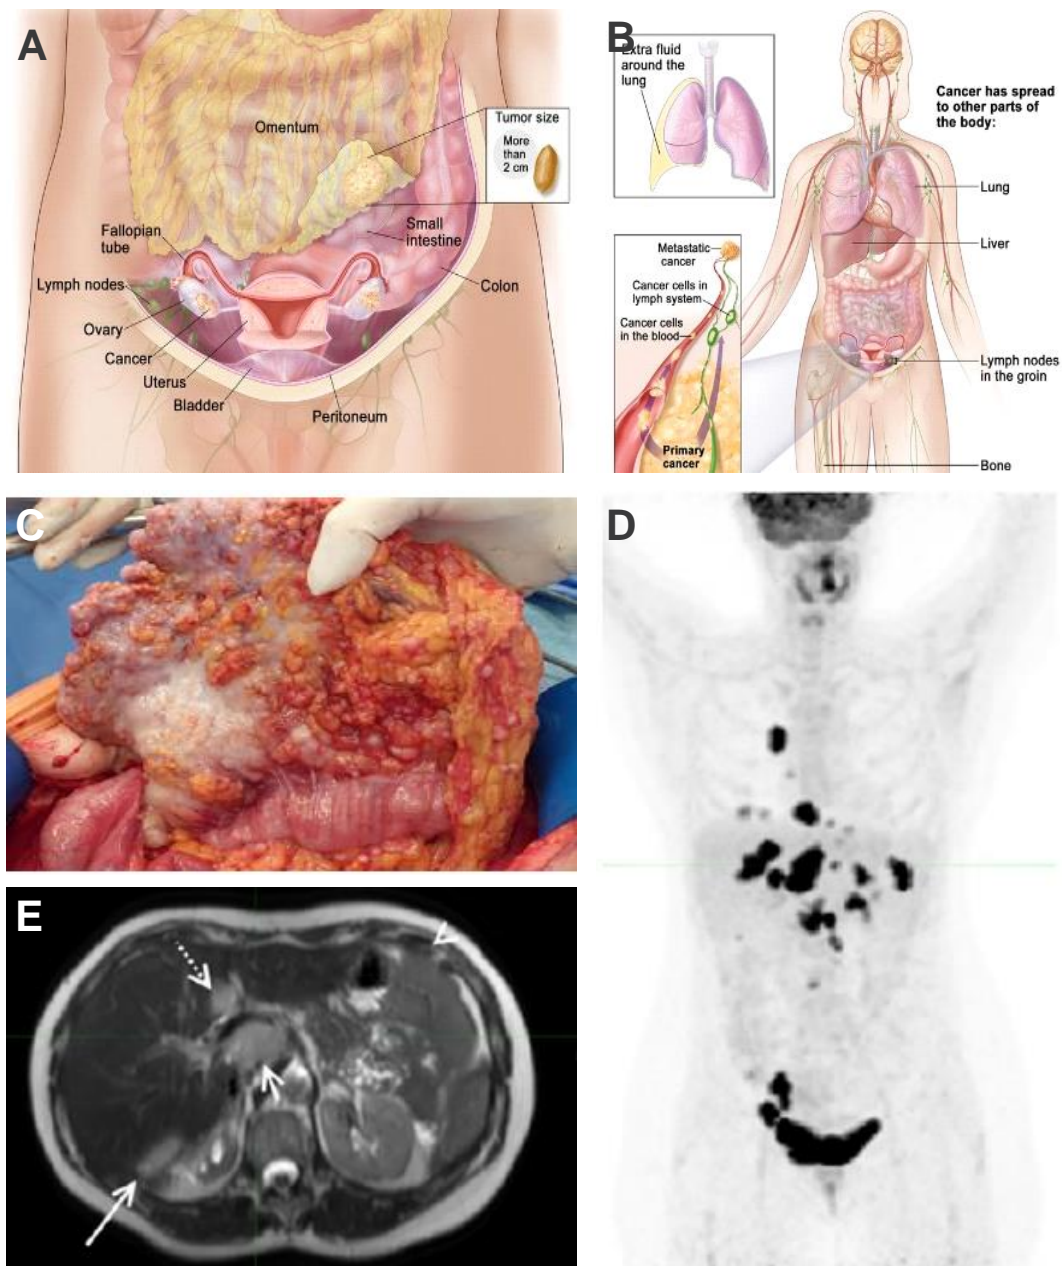 A
Omentum
Tumor size
More
than
2 cm
Fallopian
tube
Small
intestine
Lymph nodes
Colon
Ovary
Cancer
Uterus
Bladder
Peritoneum
B
Extra fluid
around the
lung
Cancer has spread
to other parts of
the body:
Lung
Liver
Metastatic
cancer
Cancer cells in
lymph system
Cancer cells
in the blood
Lymph nodes
in the groin
Primary
cancer
Bone
C
D
E